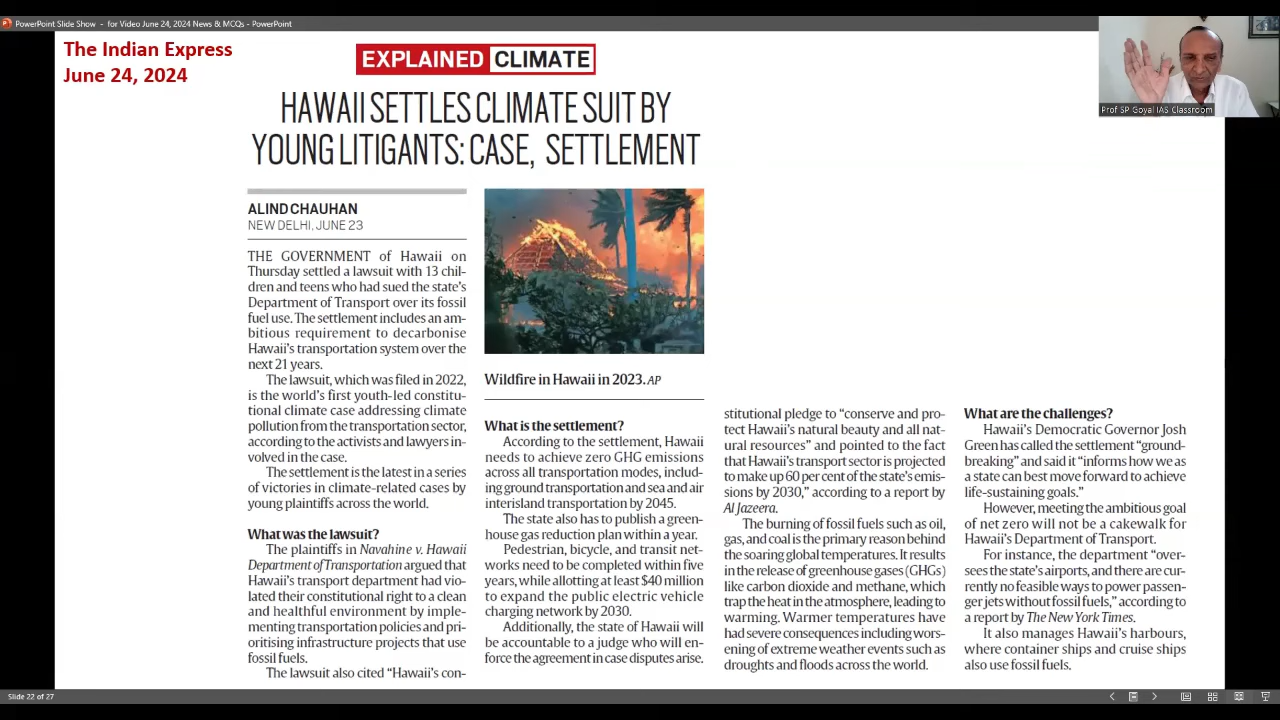 PowerPoint Slide Show - for Video June 24, 2024 News & MCQs - PowerPoint
The Indian Express
June 24, 2024
EXPLAINED CLIMATE
HAWAII SETTLES CLIMATE SUIT BY
YOUNG LITIGANTS: CASE, SETTLEMENT
Prof SP Goyal IAS Classroom
ALIND CHAUHAN
NEW DELHI, JUNE 23
THE GOVERNMENT of Hawaii on
Thursday settled a lawsuit with 13 chil-
dren and teens who had sued the state's
Department of Transport over its fossil
fuel use. The settlement includes an am-
bitious requirement to decarbonise
Hawaii's transportation system over the
next 21 years.
The lawsuit, which was filed in 2022,
is the world's first youth-led constitu-
tional climate case addressing climate
pollution from the transportation sector,
according to the activists and lawyers in-
volved in the case.
The settlement is the latest in a series
of victories in climate-related cases by
young plaintiffs across the world.
What was the lawsuit?
The plaintiffs in Navahine v. Hawaii
Department of Transportation argued that
Hawaii's transport department had vio-
lated their constitutional right to a clean
and healthful environment by imple-
menting transportation policies and pri-
oritising infrastructure projects that use
fossil fuels.
The lawsuit also cited "Hawaii's con-
Wildfire in Hawaii in 2023. AP
What is the settlement?
According to the settlement, Hawaii
needs to achieve zero GHG emissions
across all transportation modes, includ-
ing ground transportation and sea and air
interisland transportation by 2045.
The state also has to publish a green-
house gas reduction plan within a year.
Pedestrian, bicycle, and transit net-
works need to be completed within five
years, while allotting at least $40 million
to expand the public electric vehicle
charging network by 2030.
Additionally, the state of Hawaii will
be accountable to a judge who will en-
force the agreement in case disputes arise.
stitutional pledge to "conserve and pro-
tect Hawaii's natural beauty and all nat-
ural resources" and pointed to the fact
that Hawaii's transport sector is projected
to make up 60 per cent of the state's emis-
sions by 2030," according to a report by
Al Jazeera.
The burning of fossil fuels such as oil,
gas, and coal is the primary reason behind
the soaring global temperatures. It results
in the release of greenhouse gases (GHGs)
like carbon dioxide and methane, which
trap the heat in the atmosphere, leading to
warming. Warmer temperatures have
had severe consequences including wors-
ening of extreme weather events such as
droughts and floods across the world.
What are the challenges?
Hawaii's Democratic Governor Josh
Green has called the settlement "ground-
breaking" and said it "informs how we as
a state can best move forward to achieve
life-sustaining goals."
However, meeting the ambitious goal
of net zero will not be a cakewalk for
Hawaii's Department of Transport.
For instance, the department "over-
sees the state's airports, and there are cur-
rently no feasible ways to power passen-
ger jets without fossil fuels," according to
a report by The New York Times.
It also manages Hawaii's harbours,
where container ships and cruise ships
also use fossil fuels.
Slide 22 of 27